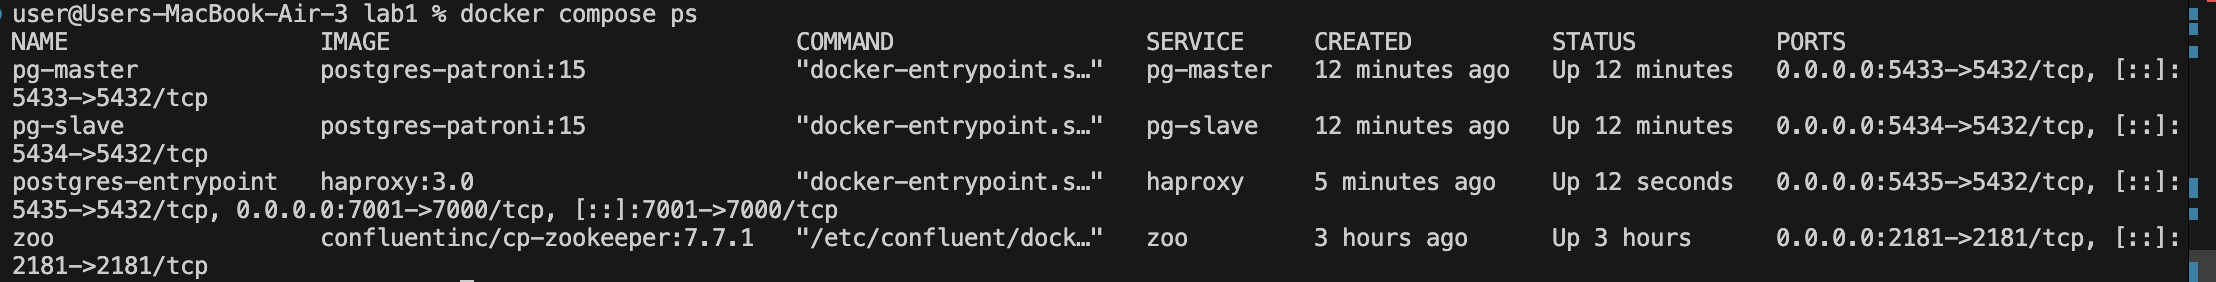 user@Users-MacBook-Air-3 lab1 % docker compose ps
NAME                  IMAGE                             COMMAND                  SERVICE     CREATED          STATUS          PORTS
pg-master             postgres-patroni:15               "docker-entrypoint.s…"   pg-master   12 minutes ago   Up 12 minutes   0.0.0.0:5433->5432/tcp, [::]:
5433->5432/tcp
pg-slave              postgres-patroni:15               "docker-entrypoint.s…"   pg-slave    12 minutes ago   Up 12 minutes   0.0.0.0:5434->5432/tcp, [::]:
5434->5432/tcp
postgres-entrypoint   haproxy:3.0                       "docker-entrypoint.s…"   haproxy     5 minutes ago    Up 12 seconds   0.0.0.0:5435->5432/tcp, [::]:
5435->5432/tcp, 0.0.0.0:7001->7000/tcp, [::]:7001->7000/tcp
zoo                   confluentinc/cp-zookeeper:7.7.1   "/etc/confluent/dock…"   zoo         3 hours ago      Up 3 hours      0.0.0.0:2181->2181/tcp, [::]:
2181->2181/tcp